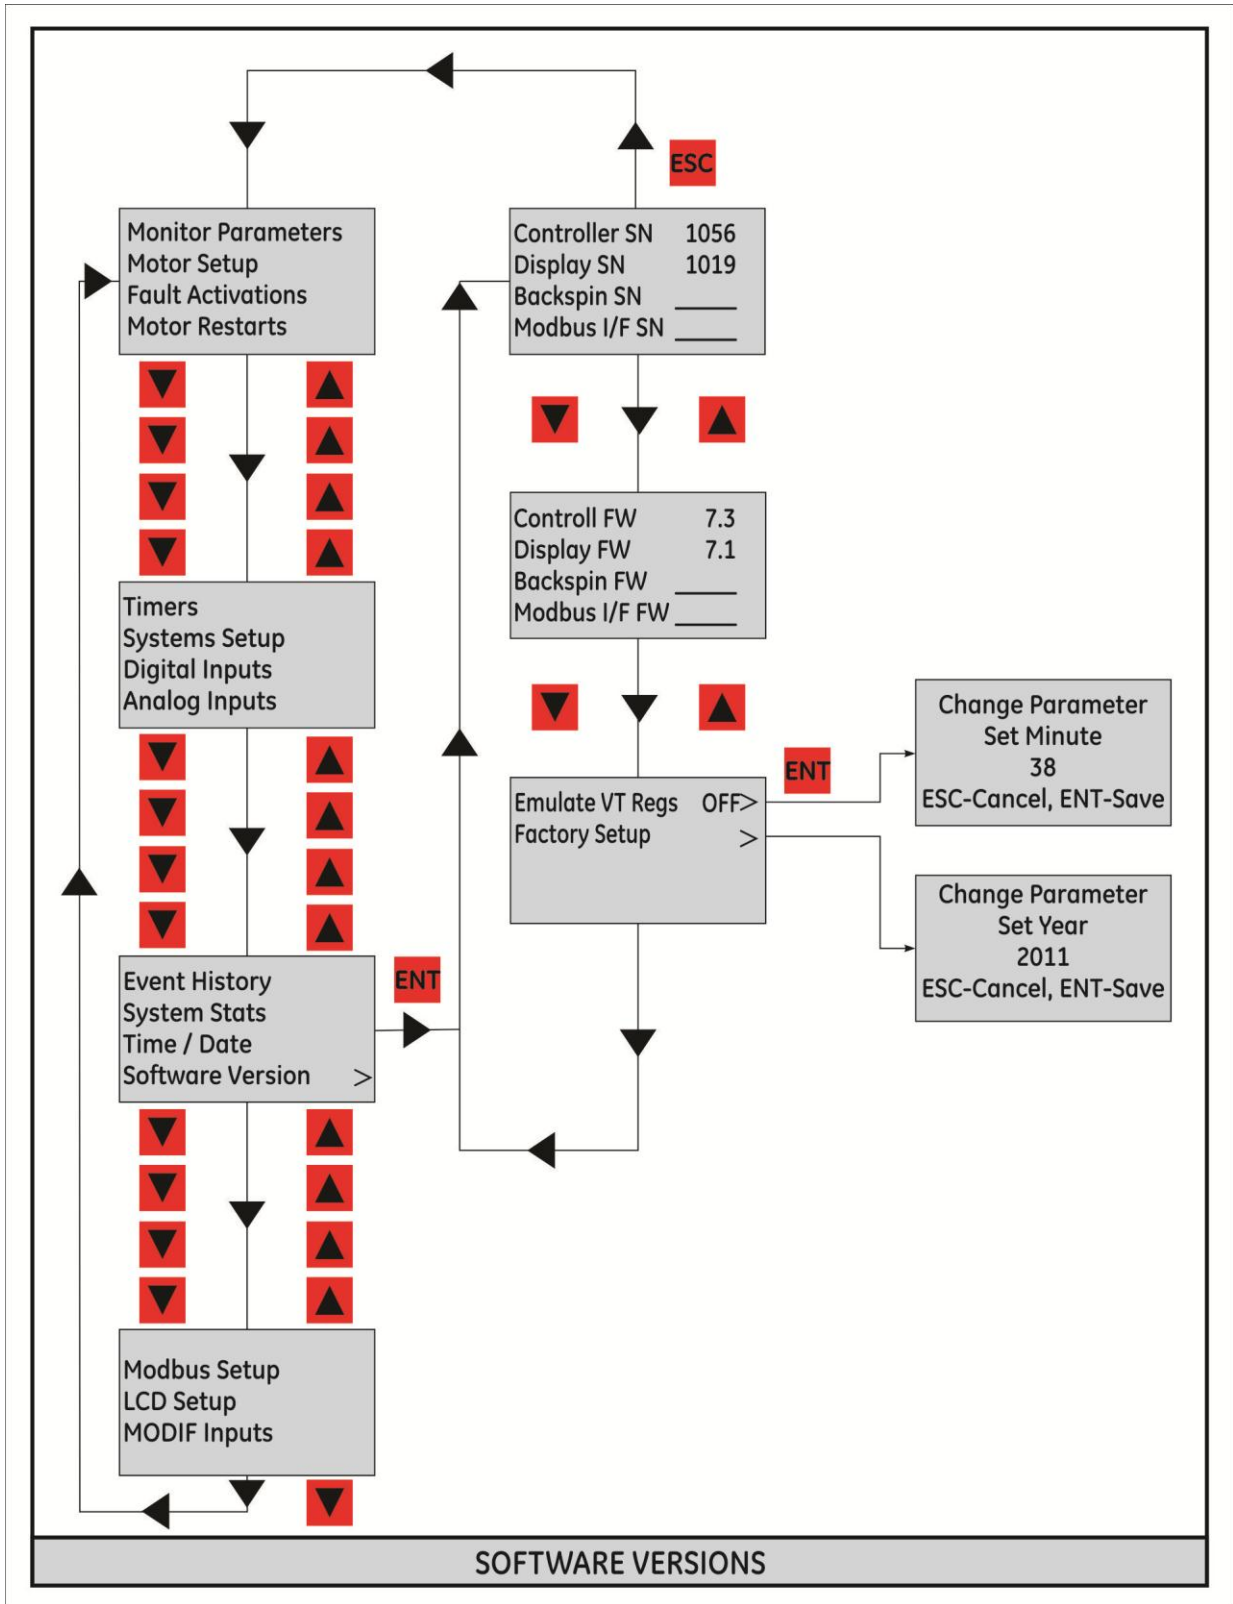 ESC
Monitor Parameters
Motor Setup
Fault Activations
Motor Restarts
Controller SN 1056
Display SN 1019
Backspin SN ____
Modbus I/F SN ____
Controll FW 7.3
Display FW 7.1
Backspin FW ____
Modbus I/F FW ____
Timers
Systems Setup
Digital Inputs
Analog Inputs
ENT
Emulate VT Regs OFF>
Factory Setup >
Change Parameter
Set Minute
38
ESC-Cancel, ENT-Save
Change Parameter
Set Year
2011
ESC-Cancel, ENT-Save
Event History
System Stats
Time / Date
Software Version >
ENT
Modbus Setup
LCD Setup
MODIF Inputs
SOFTWARE VERSIONS